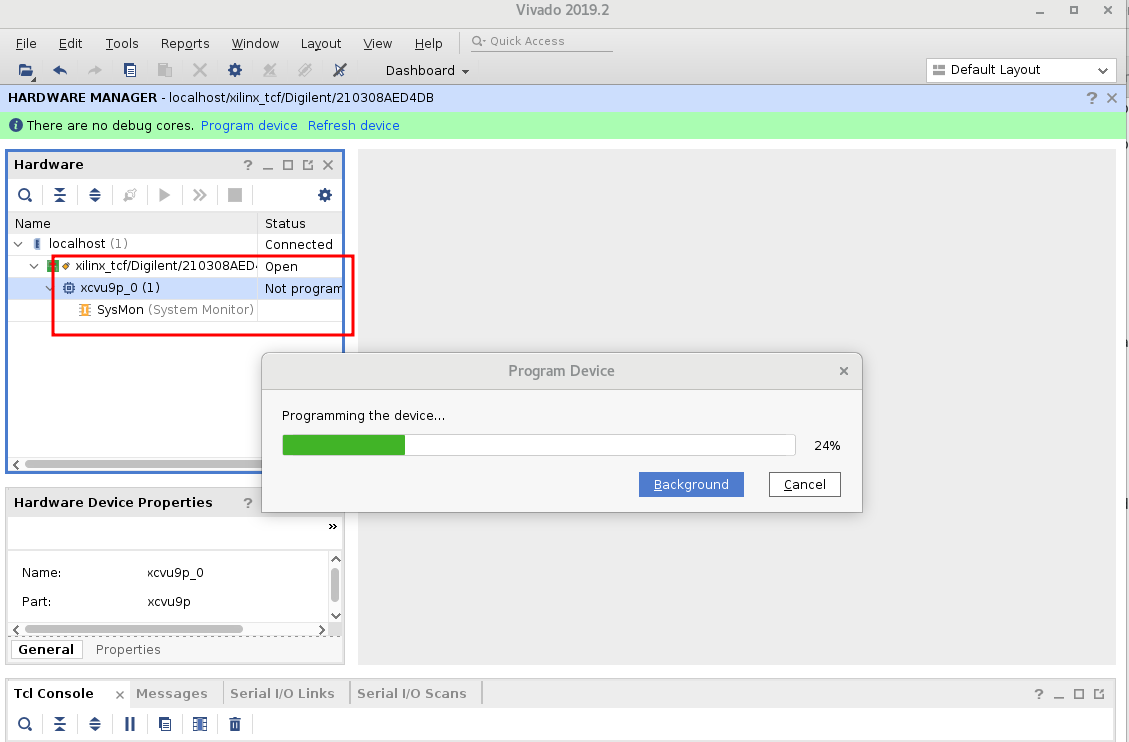 Vivado 2019.2
File Edit Tools Reports Window Layout View Help Quick Access
Dashboard Default Layout
HARDWARE MANAGER - localhost/xilinx_tcf/Digilent/210308AED4DB
There are no debug cores. Program device Refresh device
Hardware
Name Status
localhost (1) Connected
xilinx_tcf/Digilent/210308AED4 Open
xcvu9p_0 (1) Not program
SysMon (System Monitor)
Program Device
Programming the device...
24%
Background Cancel
Hardware Device Properties
Name: xcvu9p_0
Part: xcvu9p
General Properties
Tcl Console Messages Serial I/O Links Serial I/O Scans